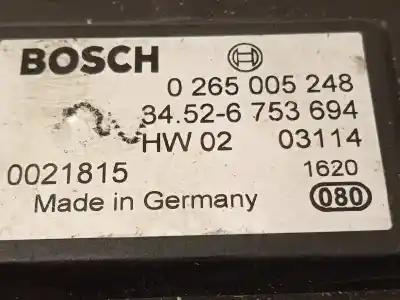 BOSCH
0 265 005 248
34.52-6 753 694
HW 02 03114
0021815 1620
Made in Germany 080